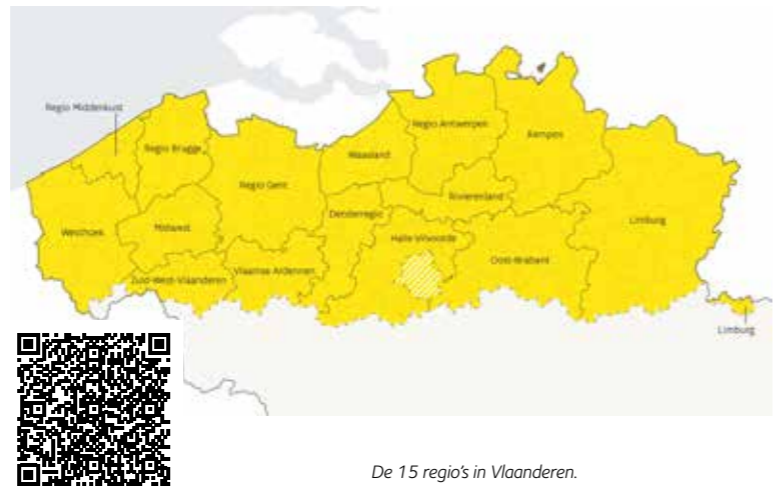 Regio Middenkust
Regio Brugge
Regio Antwerpen
Kempen
Waasland
Regio Gent
Rivierenland
Denderregio
Limburg
Westhoek
Midwest
Halle-Vilvoorde
Oost-Brabant
Vlaamse Ardennen
Zuid-West-Vlaanderen
Limburg
De 15 regio's in Vlaanderen.